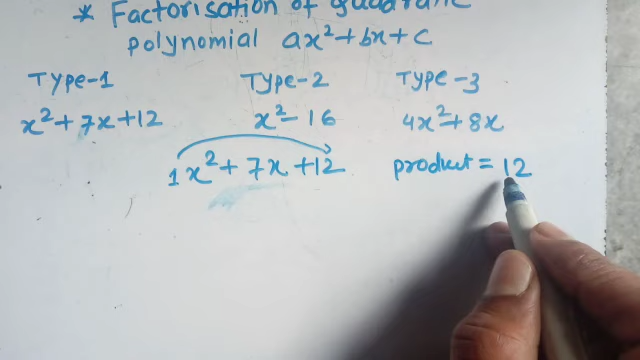 * Factorisation of quadratic
polynomial ax²+bx+c
Type-1 Type-2 Type-3
x²+7x+12 x²-16 4x²+8x
1x²+7x+12 product = 12